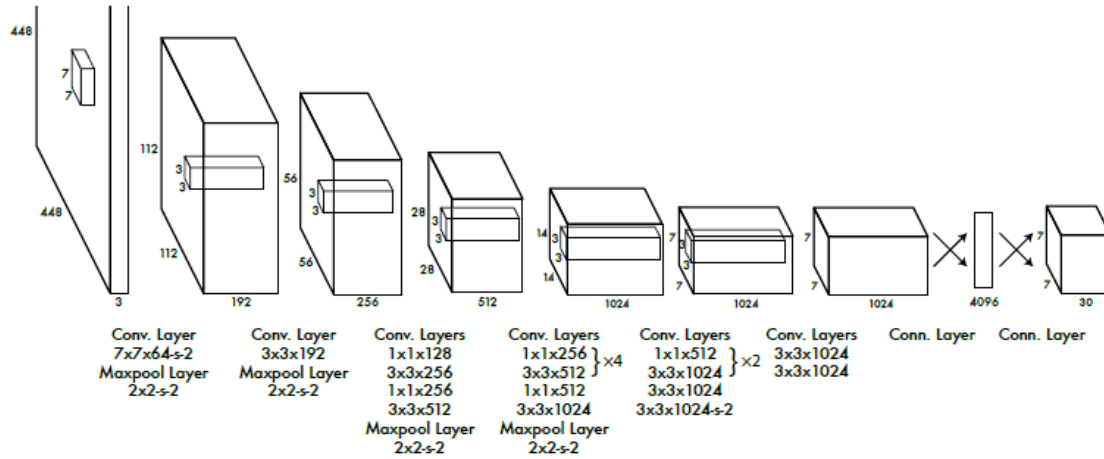 448
448
7
7
3
112
112
3
3
192
56
56
3
3
256
28
28
3
3
512
14
14
3
3
1024
7
7
3
3
1024
7
7
1024
4096
7
7
30
Conv. Layer
7x7x64-s-2
Maxpool Layer
2x2-s-2
Conv. Layer
3x3x192
Maxpool Layer
2x2-s-2
Conv. Layers
1x1x128
3x3x256
1x1x256
3x3x512
Maxpool Layer
2x2-s-2
Conv. Layers
1x1x256
3x3x512
}×4
1x1x512
3x3x1024
Maxpool Layer
2x2-s-2
Conv. Layers
1x1x512
3x3x1024
}×2
3x3x1024
3x3x1024-s-2
Conv. Layers
3x3x1024
3x3x1024
Conn. Layer
Conn. Layer